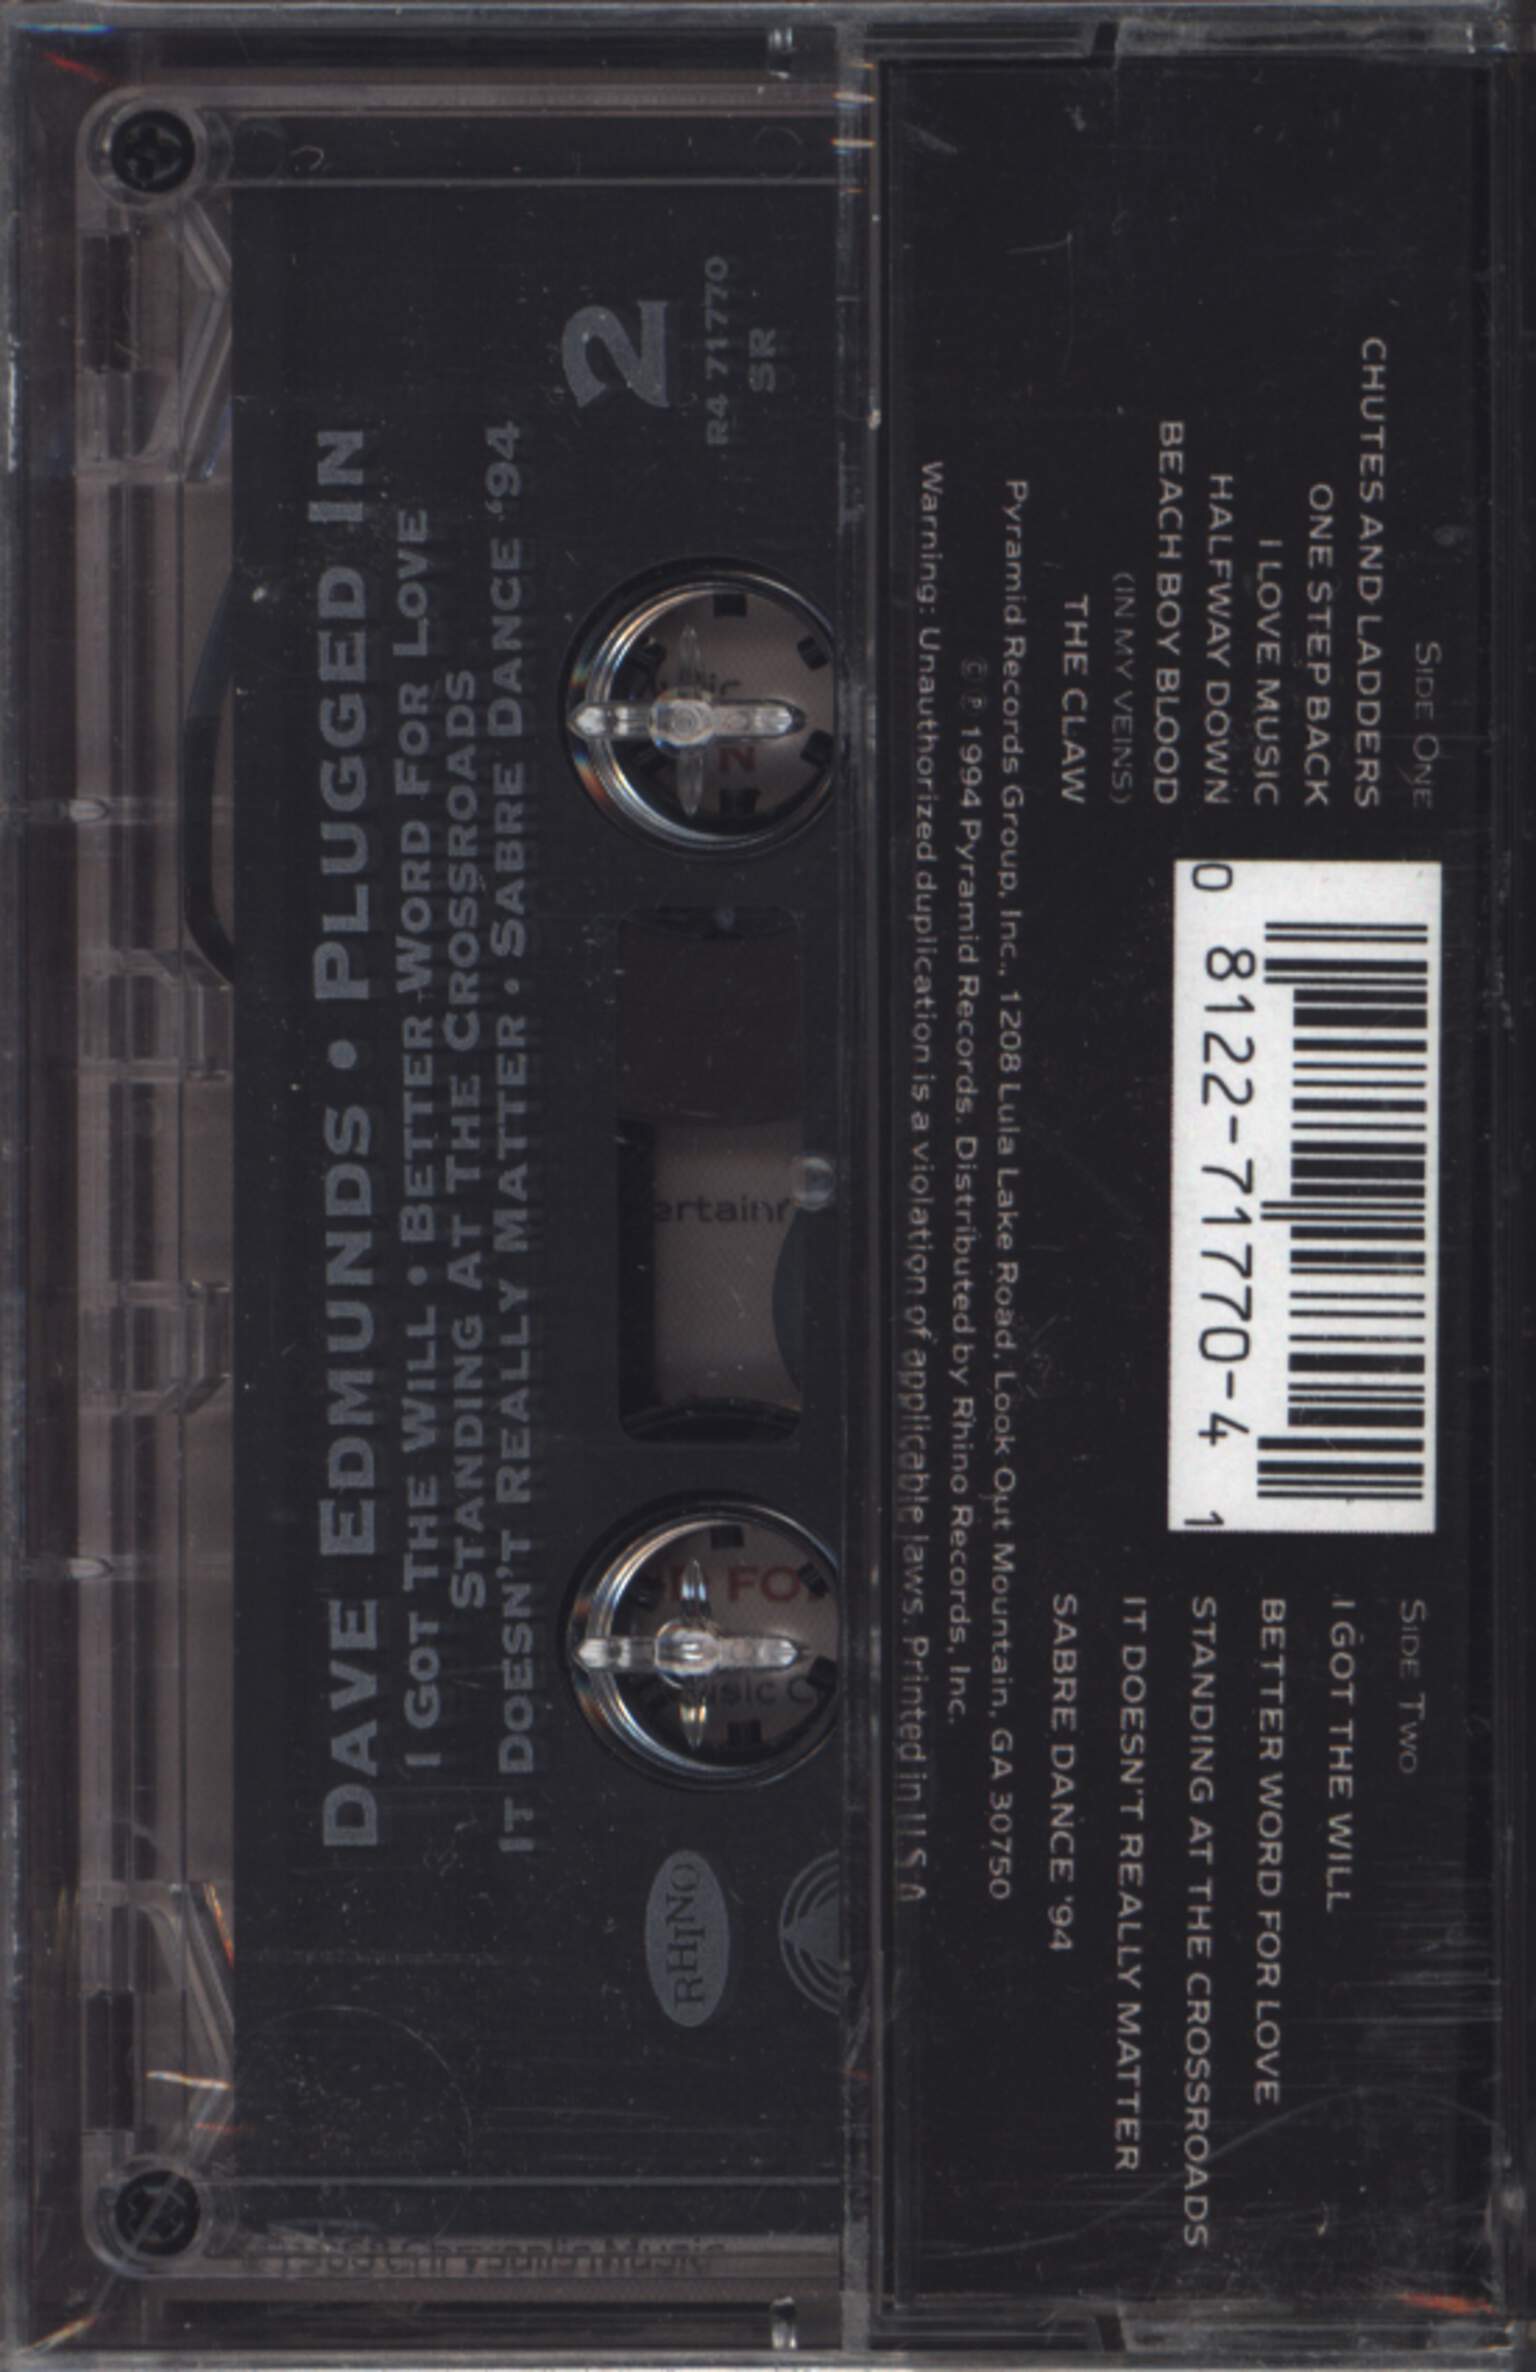 SIDE ONE
CHUTES AND LADDERS
ONE STEP BACK
I LOVE MUSIC
HALFWAY DOWN
BEACH BOY BLOOD
(IN MY VEINS)
THE CLAW
0 8122-71770-4 1
SIDE TWO
I GOT THE WILL
BETTER WORD FOR LOVE
STANDING AT THE CROSSROADS
IT DOESN'T REALLY MATTER
SABRE DANCE '94
Pyramid Records Group, Inc., 1208 Lula Lake Road, Look Out Mountain, GA 30750
© ℗ 1994 Pyramid Records. Distributed by Rhino Records, Inc.
Warning: Unauthorized duplication is a violation of applicable laws. Printed in U.S.A.
DAVE EDMUNDS • PLUGGED IN
I GOT THE WILL • BETTER WORD FOR LOVE
STANDING AT THE CROSSROADS
IT DOESN'T REALLY MATTER • SABRE DANCE '94
2
R4 71770
SR
RHINO
Chrysalis Music